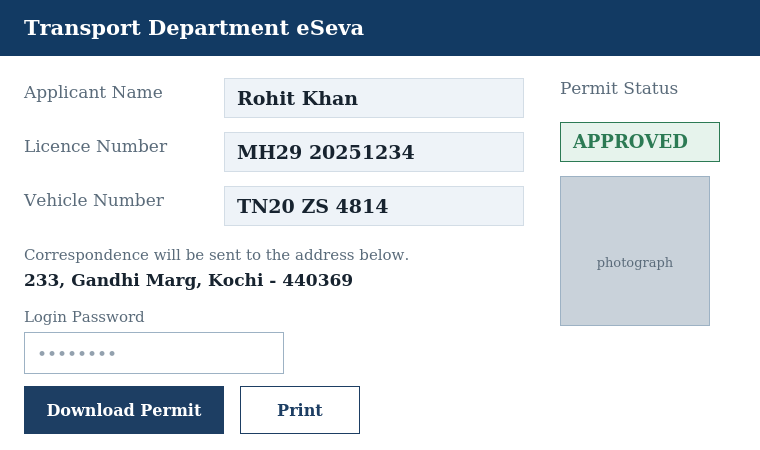 Transport Department eSeva
Applicant Name
Rohit Khan
Licence Number
MH29 20251234
Vehicle Number
TN20 ZS 4814
Permit Status
APPROVED
photograph
Correspondence will be sent to the address below.
233, Gandhi Marg, Kochi - 440369
Login Password
••••••••
Download Permit
Print